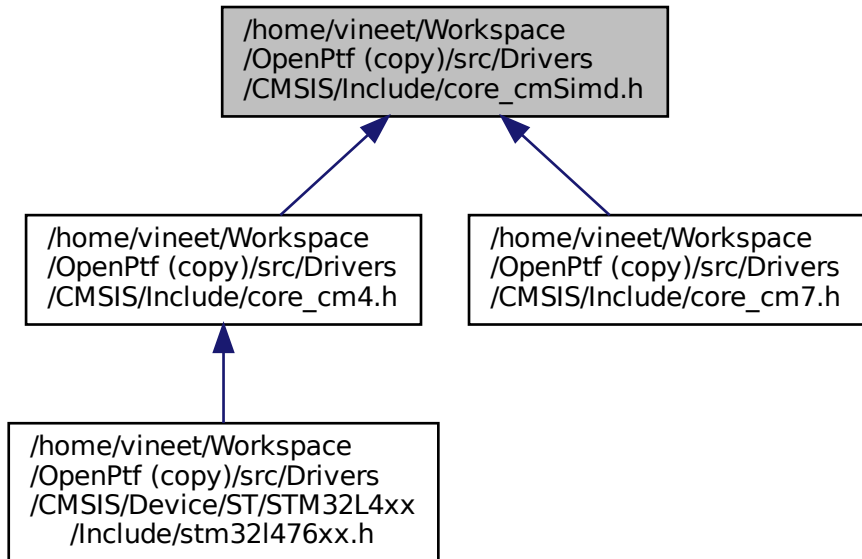 /home/vineet/Workspace
/OpenPtf (copy)/src/Drivers
/CMSIS/Include/core_cmSimd.h
/home/vineet/Workspace
/OpenPtf (copy)/src/Drivers
/CMSIS/Include/core_cm4.h
/home/vineet/Workspace
/OpenPtf (copy)/src/Drivers
/CMSIS/Include/core_cm7.h
/home/vineet/Workspace
/OpenPtf (copy)/src/Drivers
/CMSIS/Device/ST/STM32L4xx
/Include/stm32l476xx.h